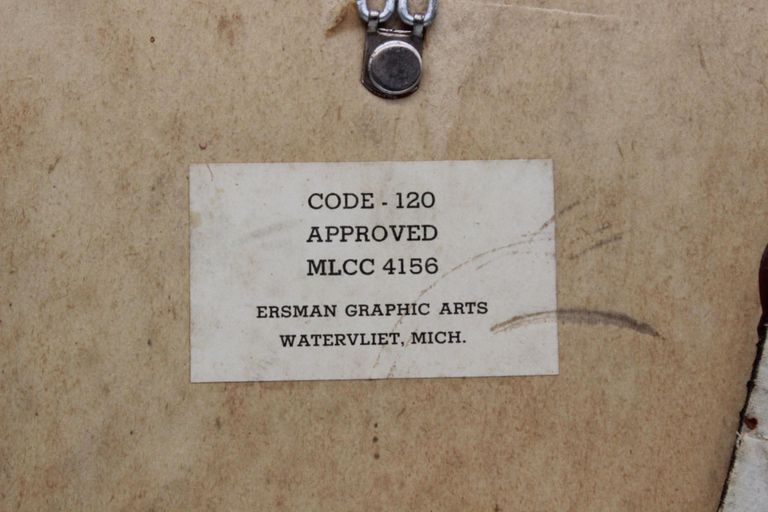 CODE - 120
APPROVED
MLCC 4156
ERSMAN GRAPHIC ARTS
WATERVLIET, MICH.